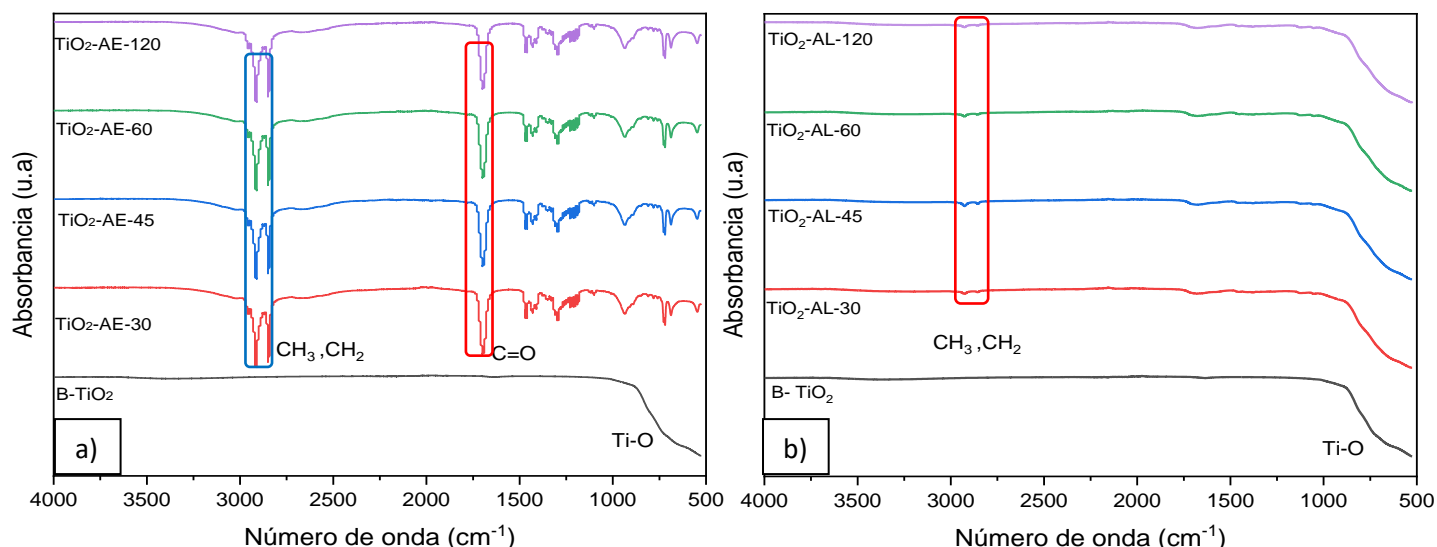 Absorbancia (u.a)
TiO₂-AE-120
TiO₂-AE-60
TiO₂-AE-45
TiO₂-AE-30
CH₃ ,CH₂
C=O
B-TiO₂
Ti-O
a)
4000 3500 3000 2500 2000 1500 1000 500
Número de onda (cm⁻¹)
b)
Absorbancia (u.a)
TiO₂-AL-120
TiO₂-AL-60
TiO₂-AL-45
TiO₂-AL-30
CH₃ ,CH₂
B- TiO₂
Ti-O
4000 3500 3000 2500 2000 1500 1000 500
Número de onda (cm⁻¹)